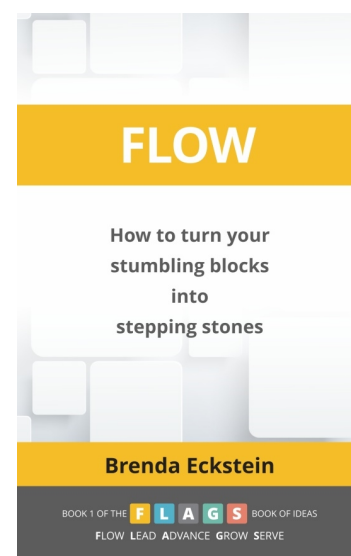 FLOW
How to turn your
stumbling blocks
into
stepping stones
Brenda Eckstein
BOOK 1 OF THE F L A G S BOOK OF IDEAS
FLOW LEAD ADVANCE GROW SERVE